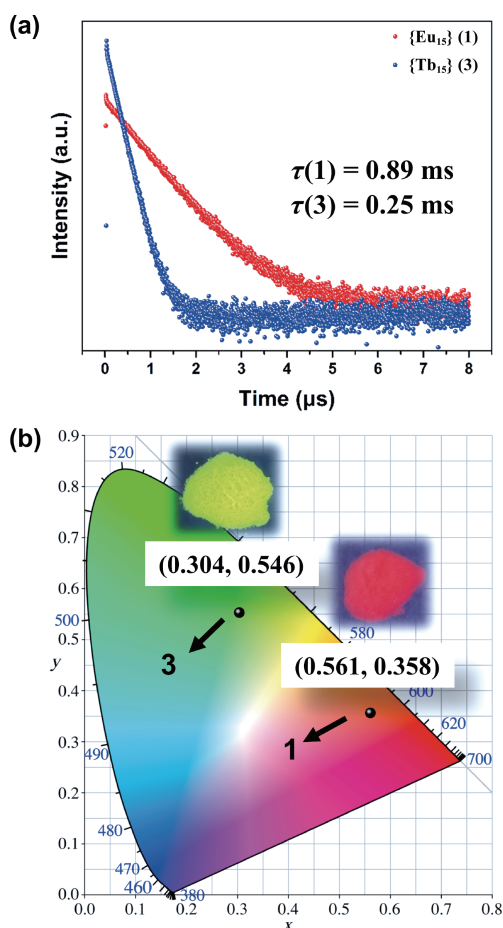 (a)
{Eu₁₅} (1)
{Tb₁₅} (3)
τ(1) = 0.89 ms
τ(3) = 0.25 ms
Intensity (a.u.)
0 1 2 3 4 5 6 7 8
Time (μs)
(b)
0.9
0.8
0.7
0.6
0.5
0.4
0.3
0.2
0.1
0.0
y
520
500
490
480
470
460
380
580
600
620
700
(0.304, 0.546)
3
(0.561, 0.358)
1
0.0 0.1 0.2 0.3 0.4 0.5 0.6 0.7 0.8
x